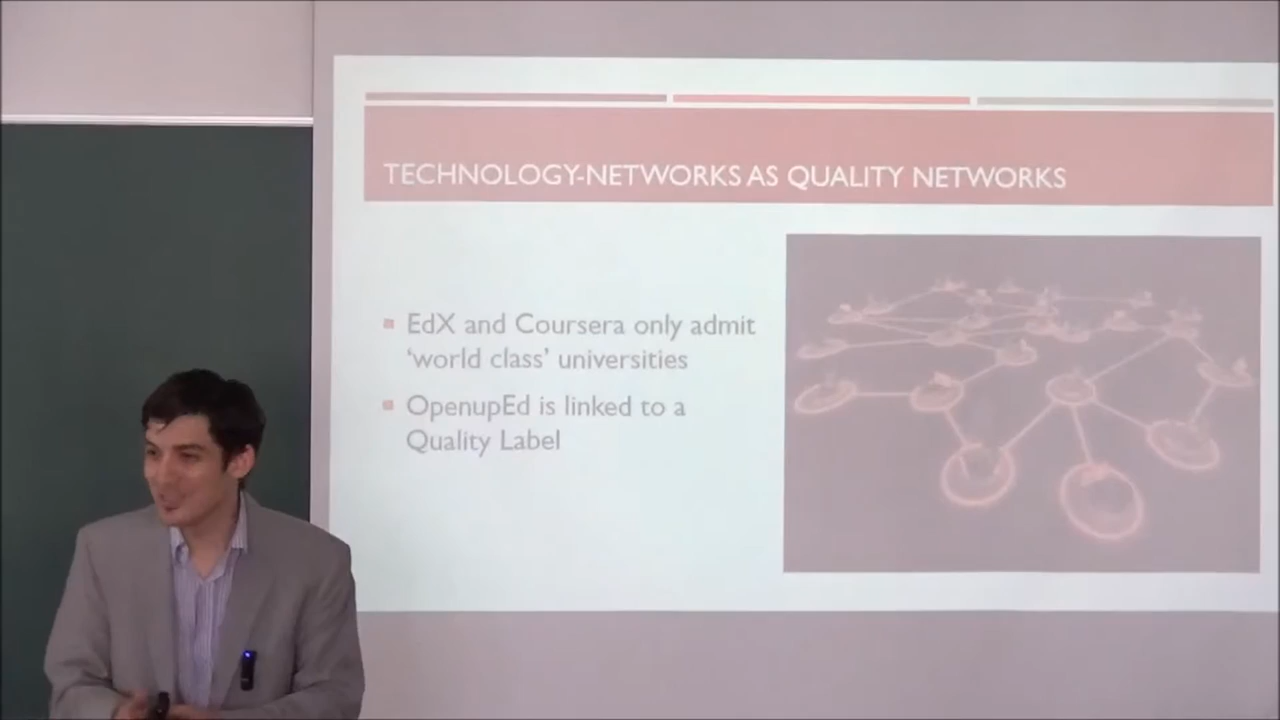 TECHNOLOGY-NETWORKS AS QUALITY NETWORKS
EdX and Coursera only admit
‘world class’ universities
OpenupEd is linked to a
Quality Label